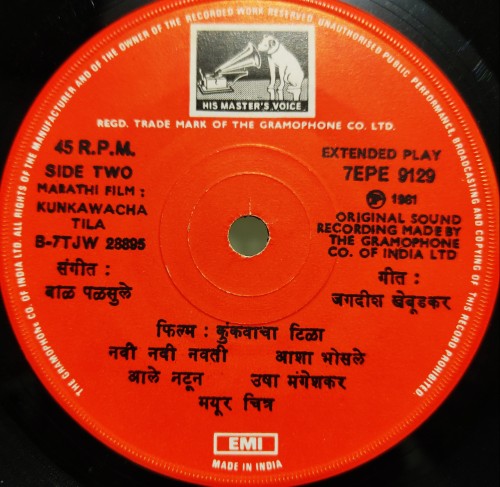 THE GRAMOPHONE CO. OF INDIA LTD. ALL RIGHTS OF THE MANUFACTURER AND OF THE OWNER OF THE RECORDED WORK RESERVED. UNAUTHORISED PUBLIC PERFORMANCE, BROADCASTING AND COPYING OF THIS RECORD PROHIBITED
HIS MASTER'S VOICE
REGD. TRADE MARK OF THE GRAMOPHONE CO. LTD.
45 R.P.M.
SIDE TWO
MARATHI FILM :
KUNKAWACHA
TILA
B-7TJW 28895
संगीत :
बाळ पळसुले
EXTENDED PLAY
7EPE 9129
Ⓟ 1981
ORIGINAL SOUND
RECORDING MADE BY
THE GRAMOPHONE
CO. OF INDIA LTD
गीत :
जगदीश खेबूडकर
फिल्म : कुंकवाचा टिळा
नवी नवी नवती आशा भोसले
आले नटून उषा मंगेशकर
मयूर चित्र
EMI
MADE IN INDIA